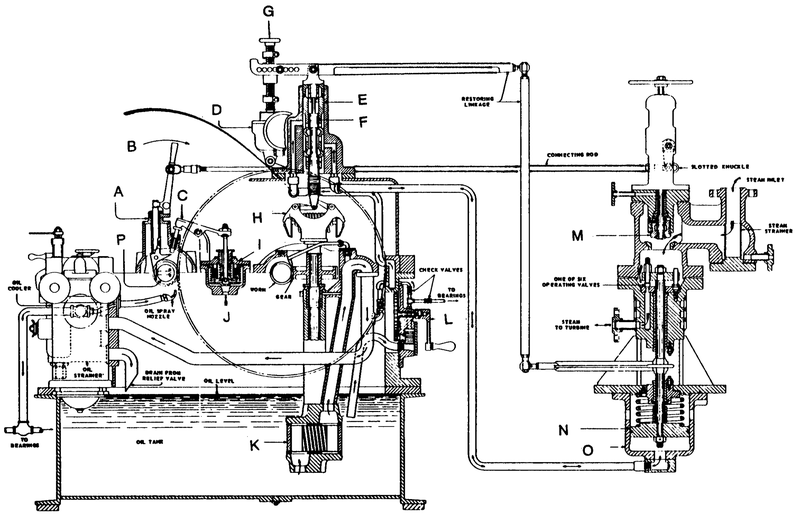 G
E
D
F
RESTORING
LINKAGE
B
CONNECTING ROD
SLOTTED KNUCKLE
STEAM INLET
A
C
H
M
STEAM
STRAINER
P
I
OIL
COOLER
WORM
GEAR
CHECK VALVES
ONE OF SIX
OPERATING VALVES
TO
BEARINGS
OIL SPRAY
NOZZLE
J
L
STEAM
TO TURBINE
OIL
STRAINER
DRAIN FROM
RELIEF VALVE
OIL LEVEL
N
TO
BEARINGS
OIL TANK
K
O